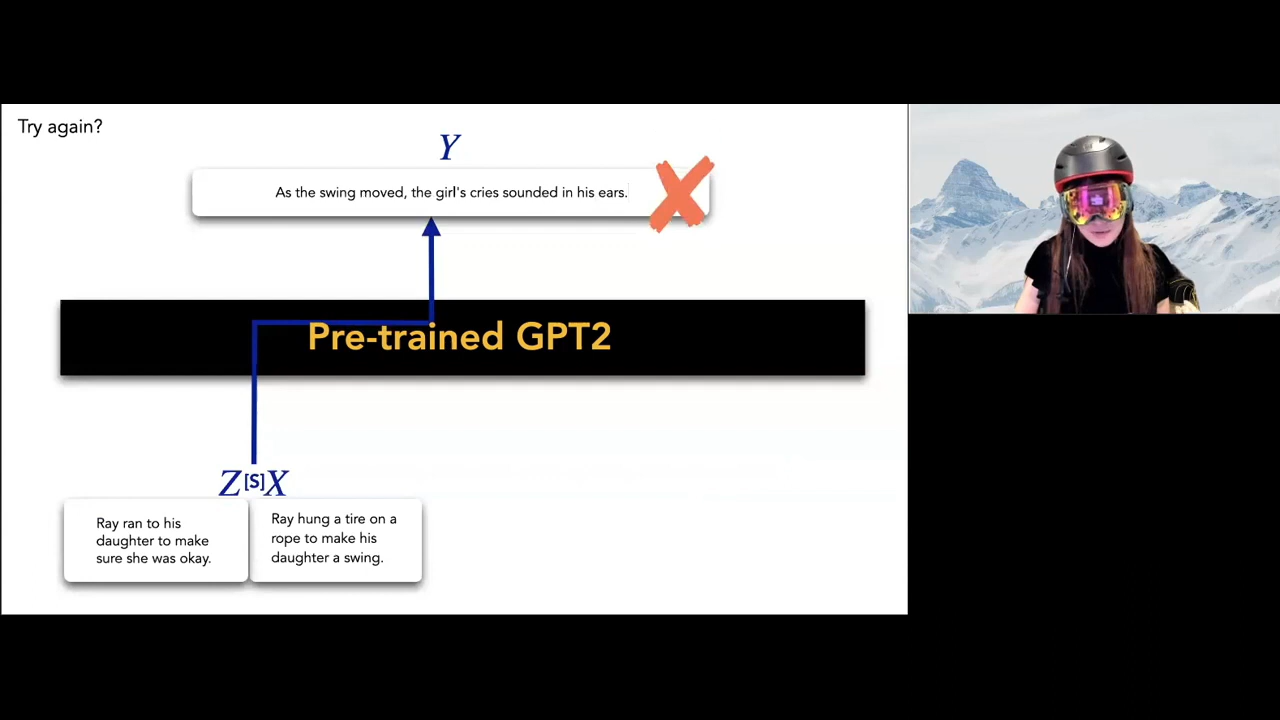 Try again?
Y
As the swing moved, the girl's cries sounded in his ears.
Pre-trained GPT2
Z[S]X
Ray ran to his
daughter to make
sure she was okay.
Ray hung a tire on a
rope to make his
daughter a swing.